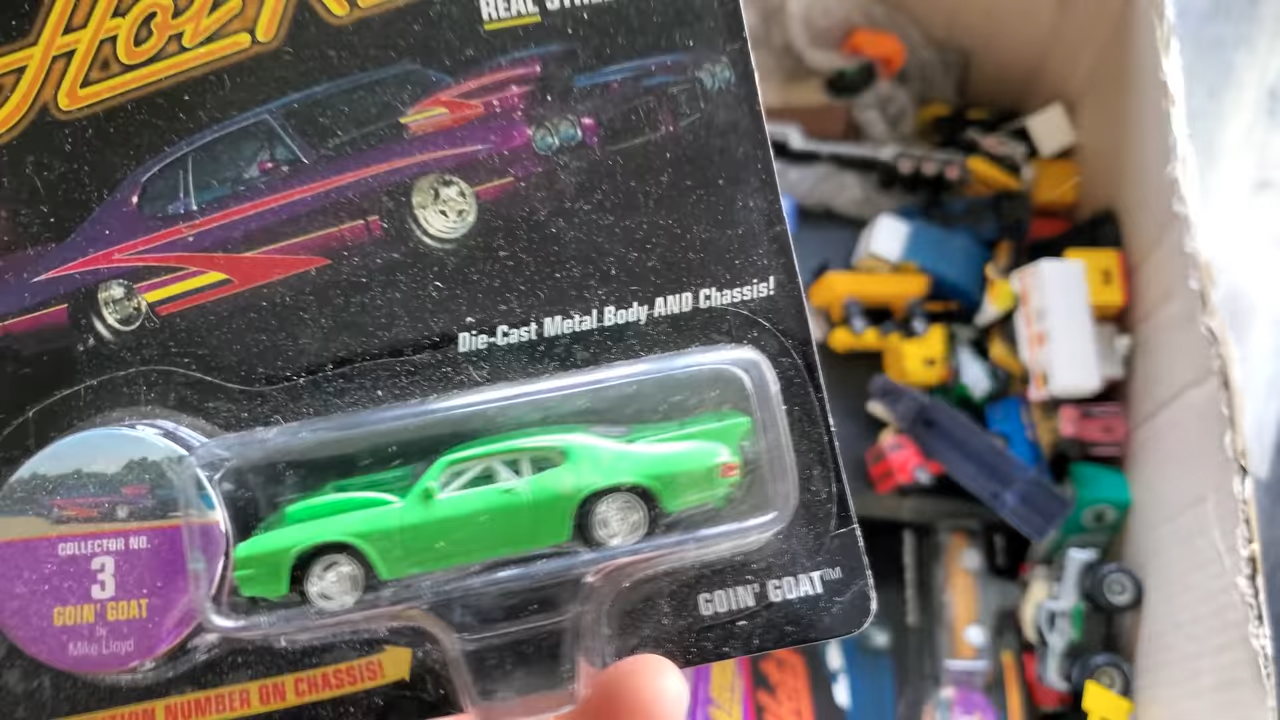 REAL
Die-Cast Metal Body AND Chassis!
COLLECTOR NO.
3
GOIN' GOAT
by
Mike Lloyd
GOIN' GOAT™
NUMBER ON CHASSIS!